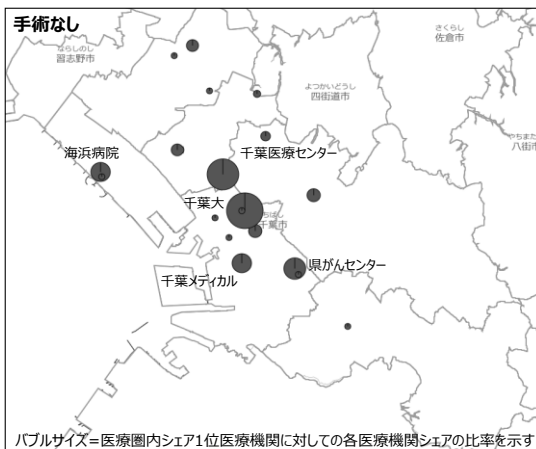 手術なし
さくらし
佐倉市
ならしのし
習志野市
よつかいどうし
四街道市
やちまた
八街市
海浜病院
千葉医療センター
千葉大
ちばし
千葉市
千葉メディカル
県がんセンター
バブルサイズ＝医療圏内シェア1位医療機関に対しての各医療機関シェアの比率を示す